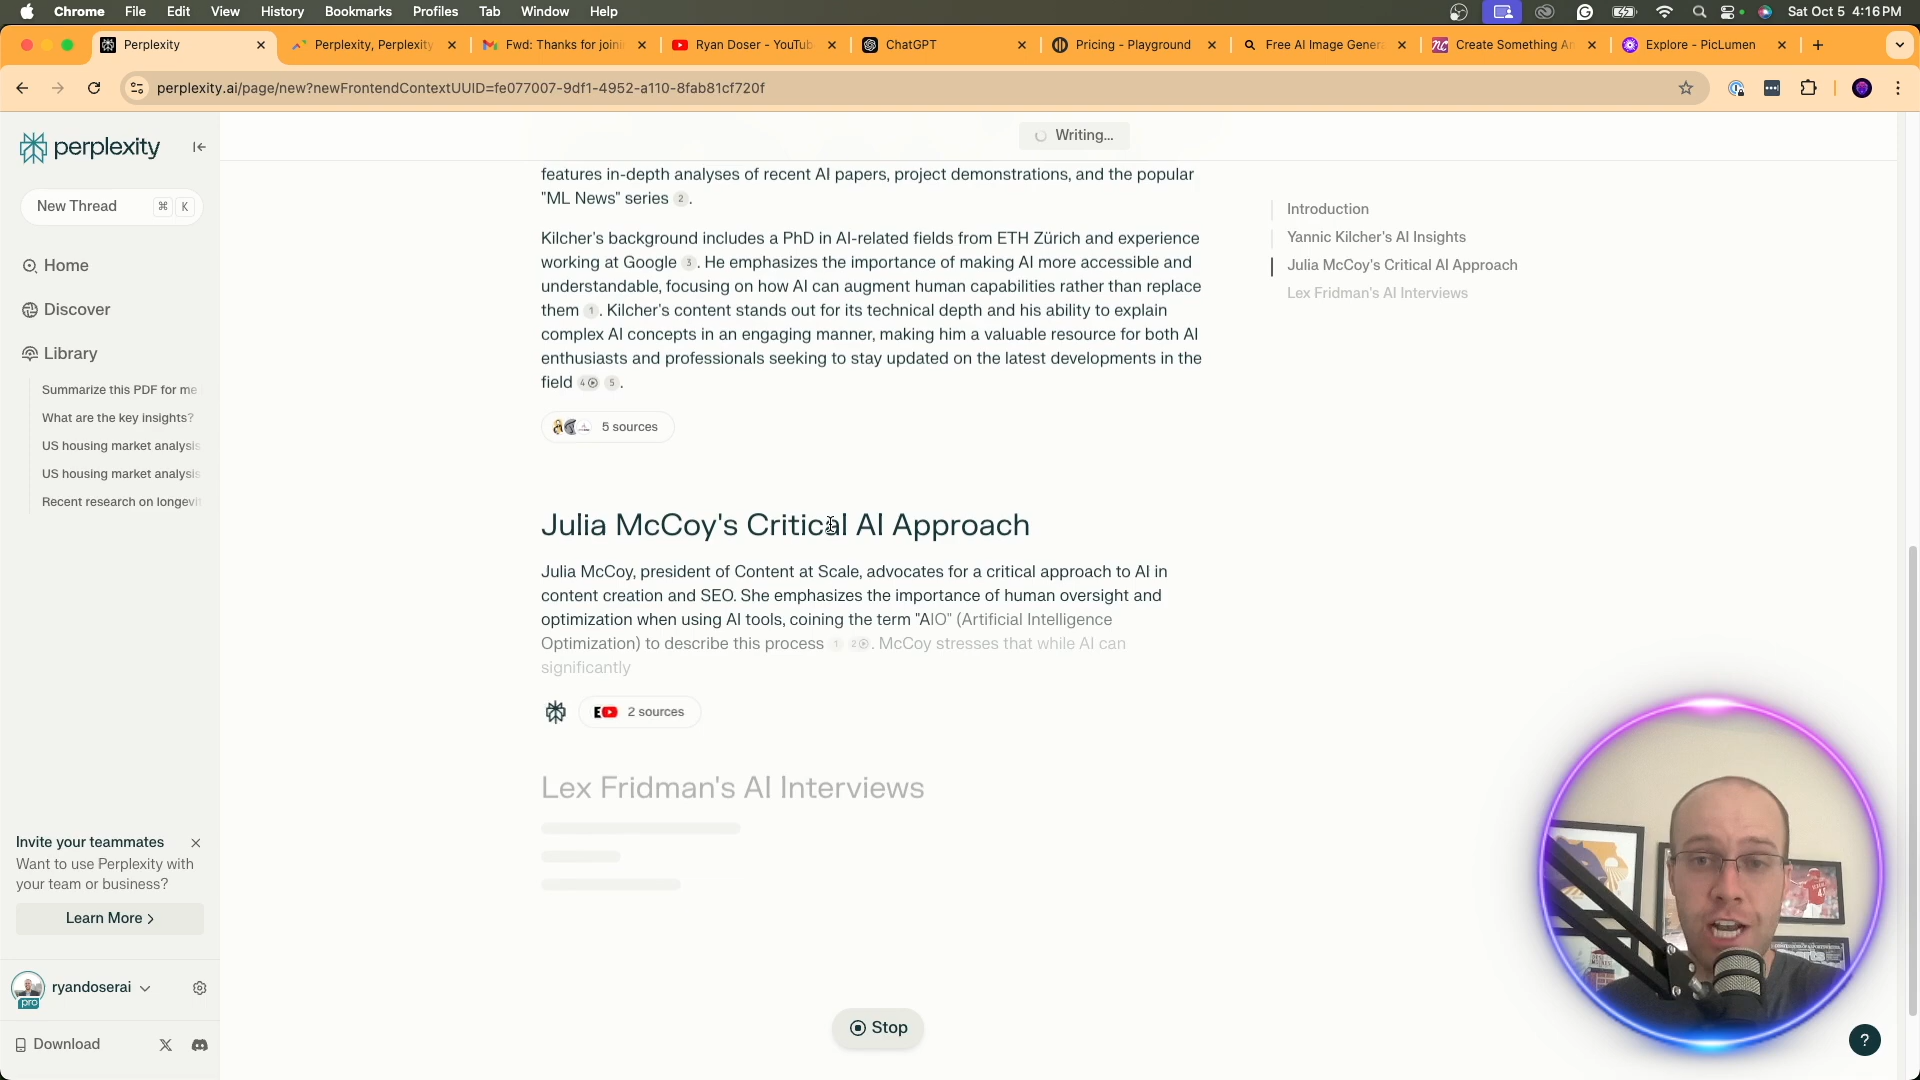 Chrome File Edit View History Bookmarks Profiles Tab Window Help Sat Oct 5 4:16 PM
Perplexity Perplexity, Perplexity Fwd: Thanks for joini Ryan Doser - YouTub ChatGPT Pricing - Playground Free AI Image Genera Create Something An Explore - PicLumen
perplexity.ai/page/new?newFrontendContextUUID=fe077007-9df1-4952-a110-8fab81cf720f
perplexity
New Thread ⌘ K
Home
Discover
Library
Summarize this PDF for me
What are the key insights?
US housing market analysis
US housing market analysis
Recent research on longevi
Invite your teammates
Want to use Perplexity with
your team or business?
Learn More >
ryandoserai
pro
Download
Writing...
features in-depth analyses of recent AI papers, project demonstrations, and the popular
"ML News" series 2.
Kilcher's background includes a PhD in AI-related fields from ETH Zürich and experience
working at Google 3. He emphasizes the importance of making AI more accessible and
understandable, focusing on how AI can augment human capabilities rather than replace
them 1. Kilcher's content stands out for its technical depth and his ability to explain
complex AI concepts in an engaging manner, making him a valuable resource for both AI
enthusiasts and professionals seeking to stay updated on the latest developments in the
field 4 5.
5 sources
Julia McCoy's Critical AI Approach
Julia McCoy, president of Content at Scale, advocates for a critical approach to AI in
content creation and SEO. She emphasizes the importance of human oversight and
optimization when using AI tools, coining the term "AIO" (Artificial Intelligence
Optimization) to describe this process 1 2. McCoy stresses that while AI can
significantly
2 sources
Lex Fridman's AI Interviews
Stop
Introduction
Yannic Kilcher's AI Insights
Julia McCoy's Critical AI Approach
Lex Fridman's AI Interviews
?